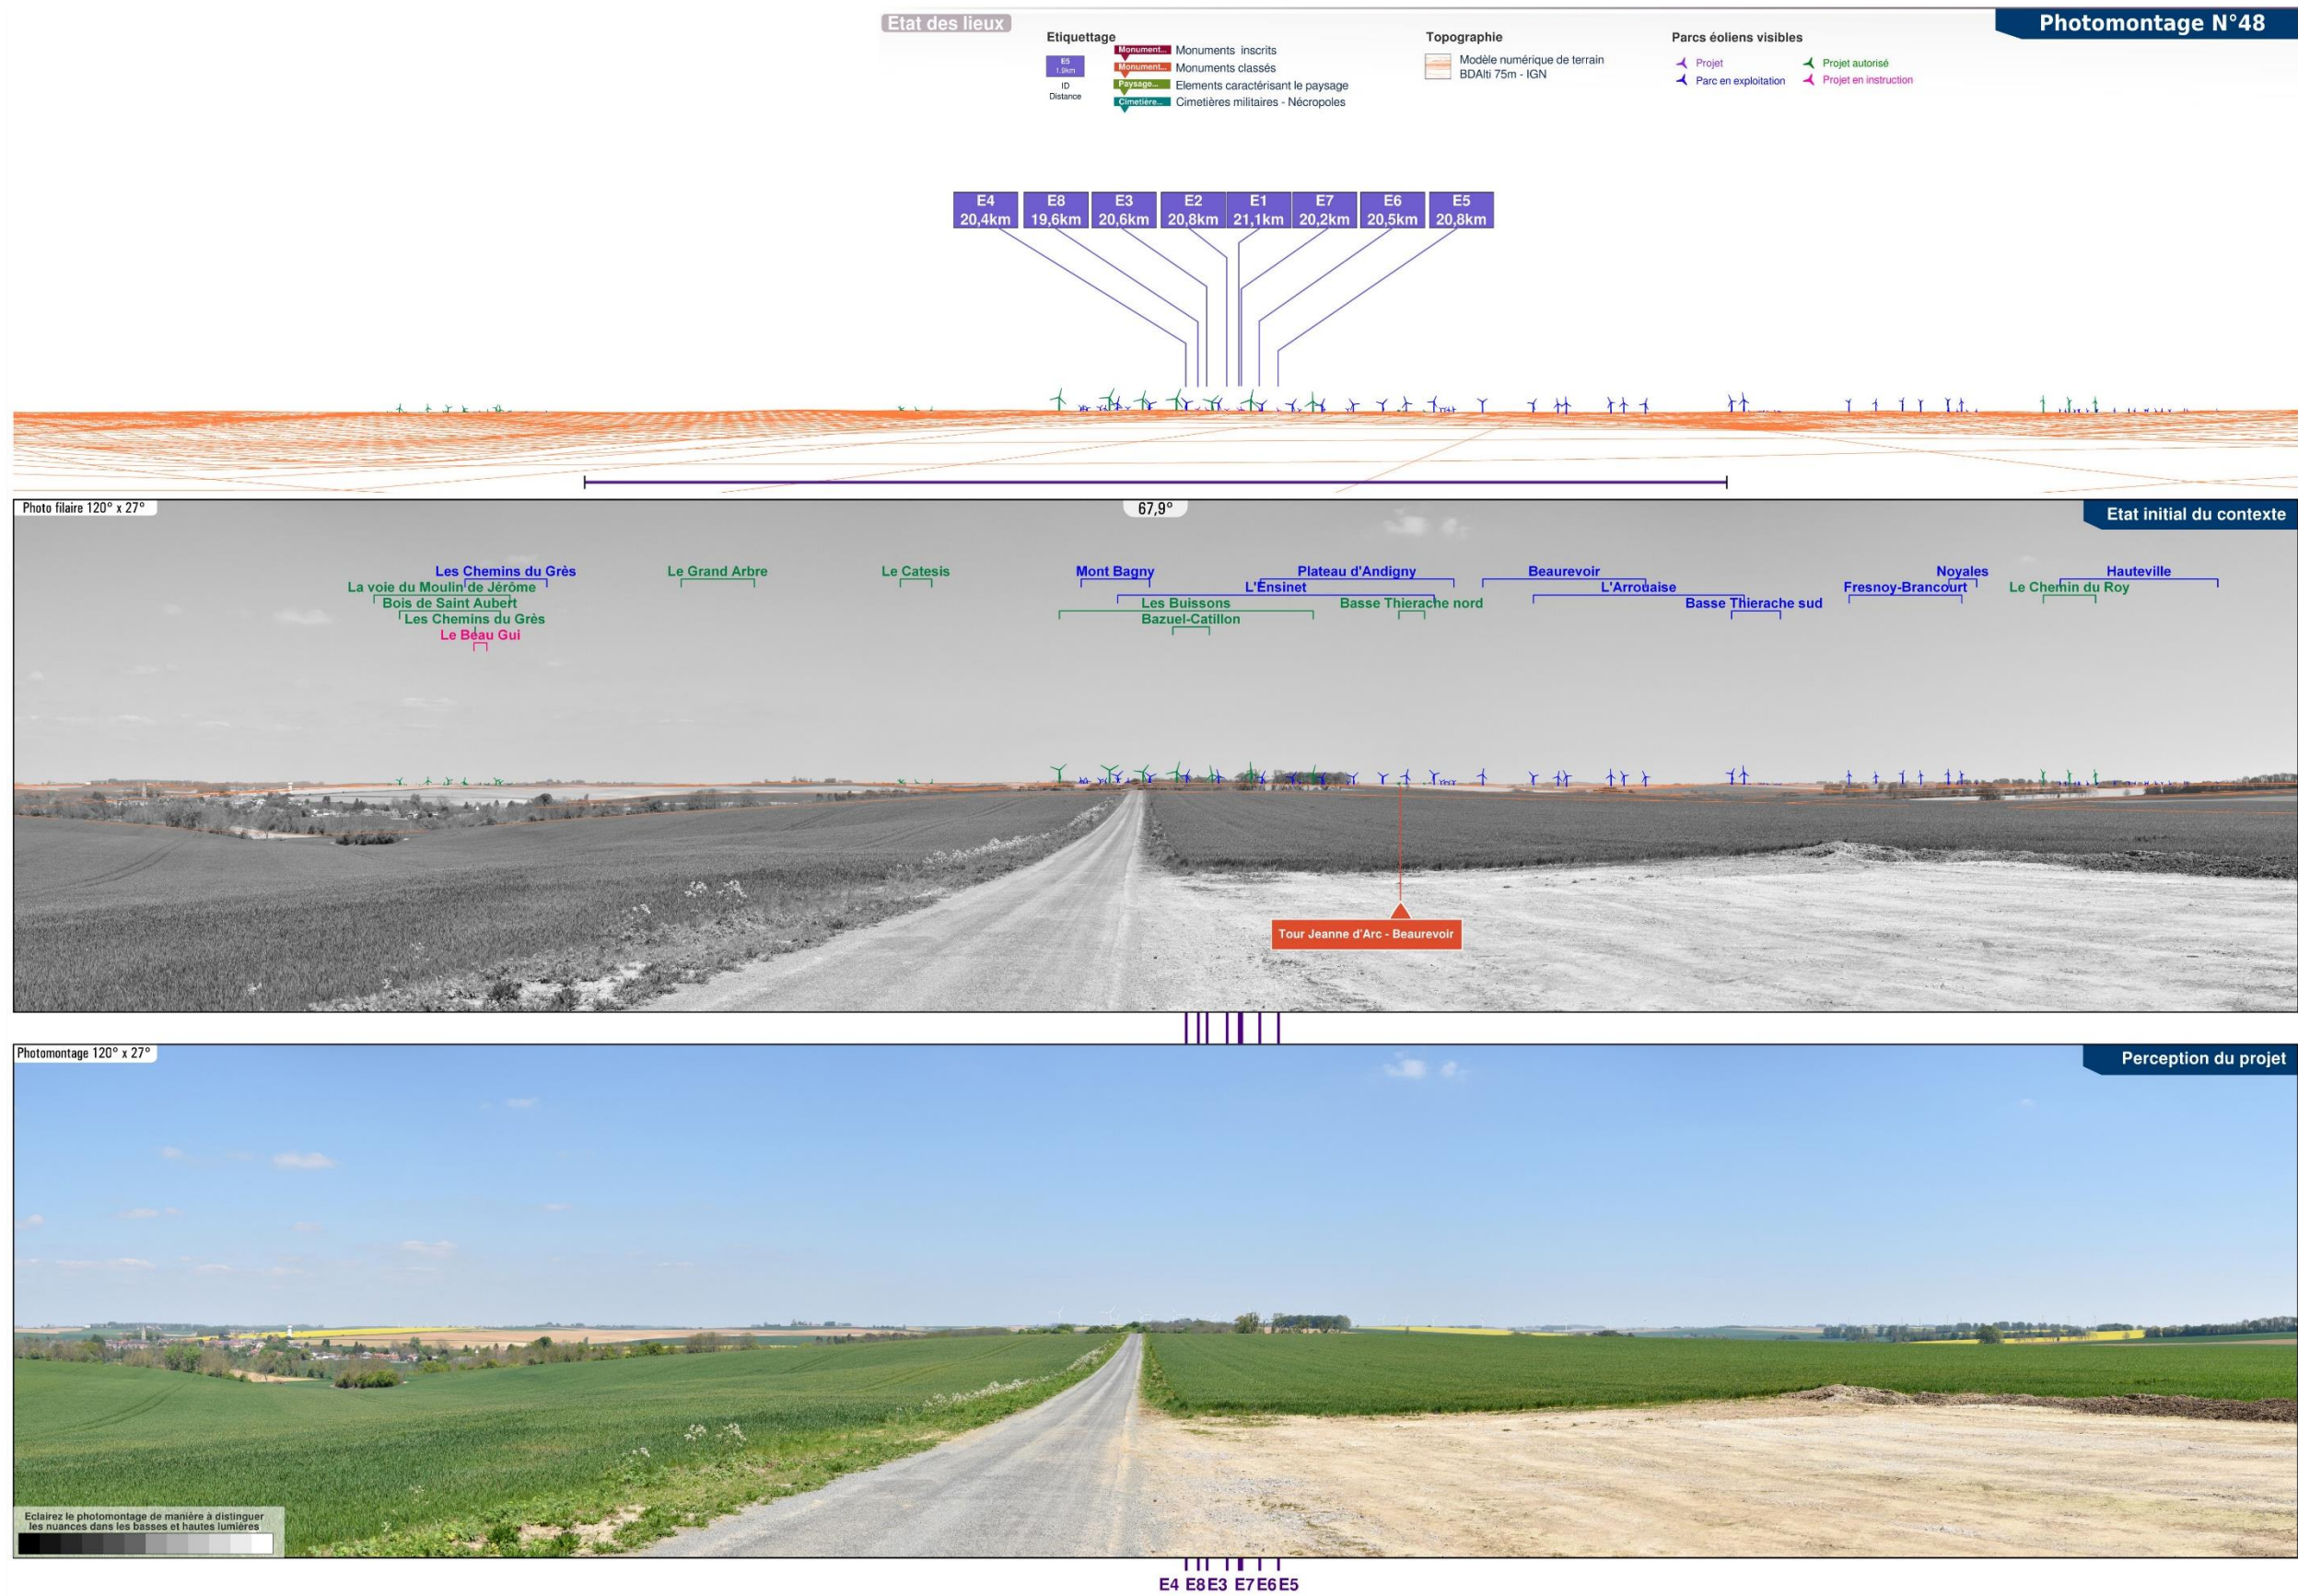 Etat des lieux
Photomontage N°48
Etiquettage
E5
1.9km
ID
Distance
Monument... Monuments inscrits
Monument... Monuments classés
Paysage... Elements caractérisant le paysage
Cimetière... Cimetières militaires - Nécropoles
Topographie
Modèle numérique de terrain
BDAlti 75m - IGN
Parcs éoliens visibles
Projet
Projet autorisé
Parc en exploitation
Projet en instruction
E4 E8 E3 E2 E1 E7 E6 E5
20,4km 19,6km 20,6km 20,8km 21,1km 20,2km 20,5km 20,8km
Photo filaire 120° x 27°
67,9°
Etat initial du contexte
Les Chemins du Grès Le Grand Arbre Le Catesis Mont Bagny Plateau d'Andigny Beaurevoir Noyales Hauteville
La voie du Moulin de Jérôme L'Ensinet L'Arrouaise Fresnoy-Brancourt Le Chemin du Roy
Bois de Saint Aubert Les Buissons Basse Thierache nord Basse Thierache sud
Les Chemins du Grès Bazuel-Catillon
Le Beau Gui
Tour Jeanne d'Arc - Beaurevoir
Photomontage 120° x 27°
Perception du projet
Eclairez le photomontage de manière à distinguer
les nuances dans les basses et hautes lumières
E4 E8 E3 E7 E6 E5